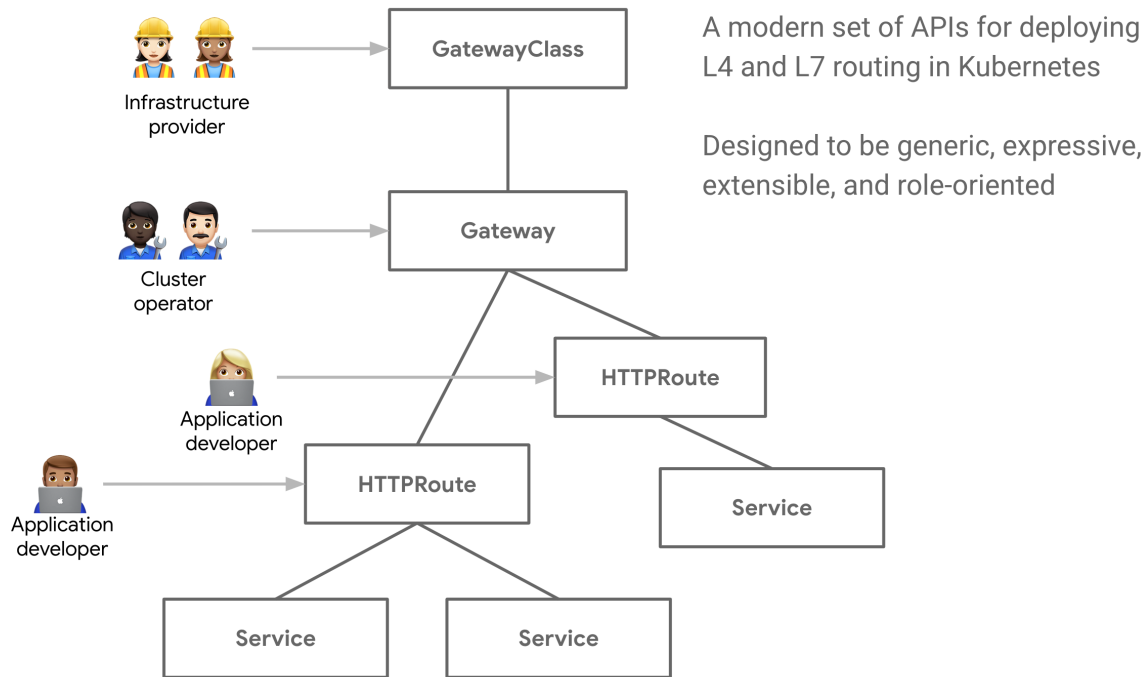 GatewayClass
A modern set of APIs for deploying
L4 and L7 routing in Kubernetes
Infrastructure
provider
Designed to be generic, expressive,
extensible, and role-oriented
Gateway
Cluster
operator
HTTPRoute
Application
developer
HTTPRoute
Application
developer
Service
Service
Service